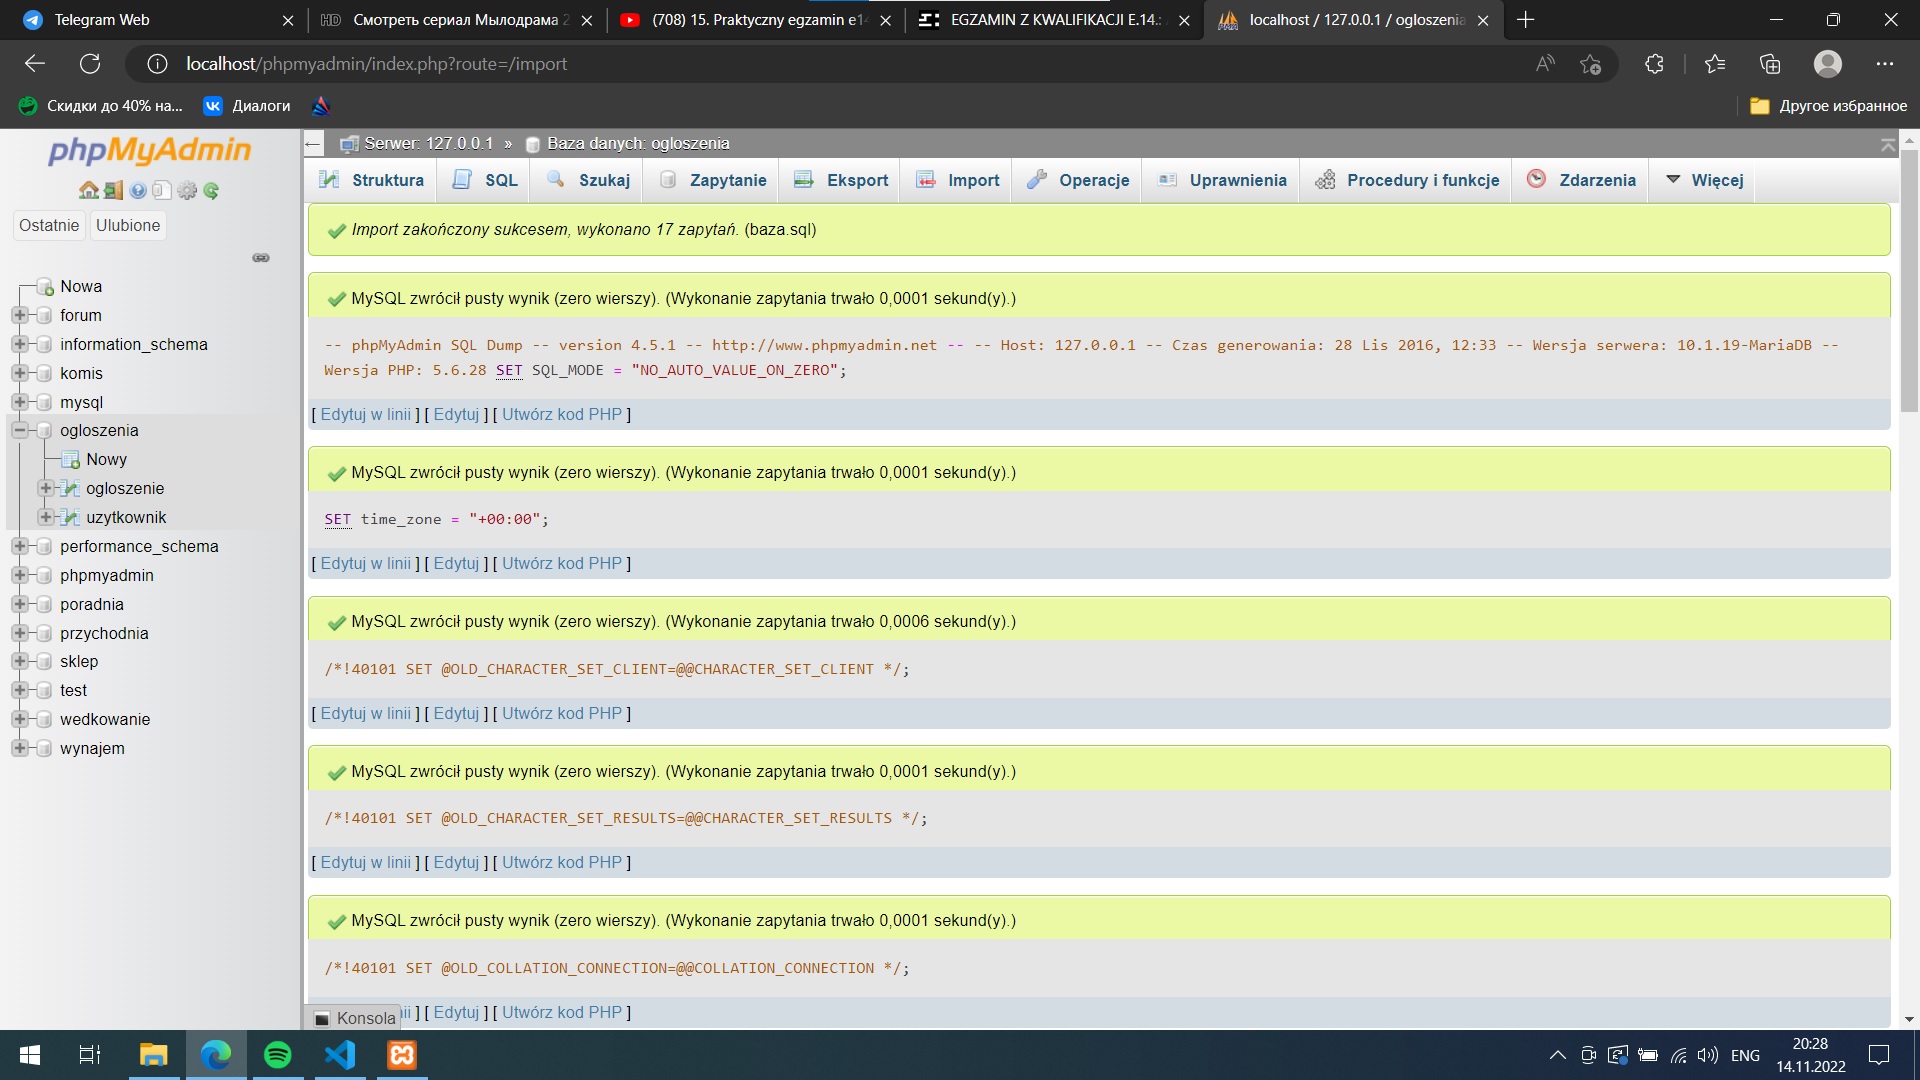 Telegram Web
HD Смотреть сериал Мылодрама 2
(708) 15. Praktyczny egzamin e14
EGZAMIN Z KWALIFIKACJI E.14.:
localhost / 127.0.0.1 / ogloszenia
localhost/phpmyadmin/index.php?route=/import
Скидки до 40% на...
Диалоги
Другое избранное
phpMyAdmin
Ostatnie
Ulubione
Nowa
forum
information_schema
komis
mysql
ogloszenia
Nowy
ogloszenie
uzytkownik
performance_schema
phpmyadmin
poradnia
przychodnia
sklep
test
wedkowanie
wynajem
Serwer: 127.0.0.1 » Baza danych: ogloszenia
Struktura
SQL
Szukaj
Zapytanie
Eksport
Import
Operacje
Uprawnienia
Procedury i funkcje
Zdarzenia
Więcej
Import zakończony sukcesem, wykonano 17 zapytań. (baza.sql)
MySQL zwrócił pusty wynik (zero wierszy). (Wykonanie zapytania trwało 0,0001 sekund(y).)
-- phpMyAdmin SQL Dump -- version 4.5.1 -- http://www.phpmyadmin.net -- -- Host: 127.0.0.1 -- Czas generowania: 28 Lis 2016, 12:33 -- Wersja serwera: 10.1.19-MariaDB --
Wersja PHP: 5.6.28 SET SQL_MODE = "NO_AUTO_VALUE_ON_ZERO";
[ Edytuj w linii ] [ Edytuj ] [ Utwórz kod PHP ]
MySQL zwrócił pusty wynik (zero wierszy). (Wykonanie zapytania trwało 0,0001 sekund(y).)
SET time_zone = "+00:00";
[ Edytuj w linii ] [ Edytuj ] [ Utwórz kod PHP ]
MySQL zwrócił pusty wynik (zero wierszy). (Wykonanie zapytania trwało 0,0006 sekund(y).)
/*!40101 SET @OLD_CHARACTER_SET_CLIENT=@@CHARACTER_SET_CLIENT */;
[ Edytuj w linii ] [ Edytuj ] [ Utwórz kod PHP ]
MySQL zwrócił pusty wynik (zero wierszy). (Wykonanie zapytania trwało 0,0001 sekund(y).)
/*!40101 SET @OLD_CHARACTER_SET_RESULTS=@@CHARACTER_SET_RESULTS */;
[ Edytuj w linii ] [ Edytuj ] [ Utwórz kod PHP ]
MySQL zwrócił pusty wynik (zero wierszy). (Wykonanie zapytania trwało 0,0001 sekund(y).)
/*!40101 SET @OLD_COLLATION_CONNECTION=@@COLLATION_CONNECTION */;
Konsola
ii ] [ Edytuj ] [ Utwórz kod PHP ]
ENG
20:28
14.11.2022